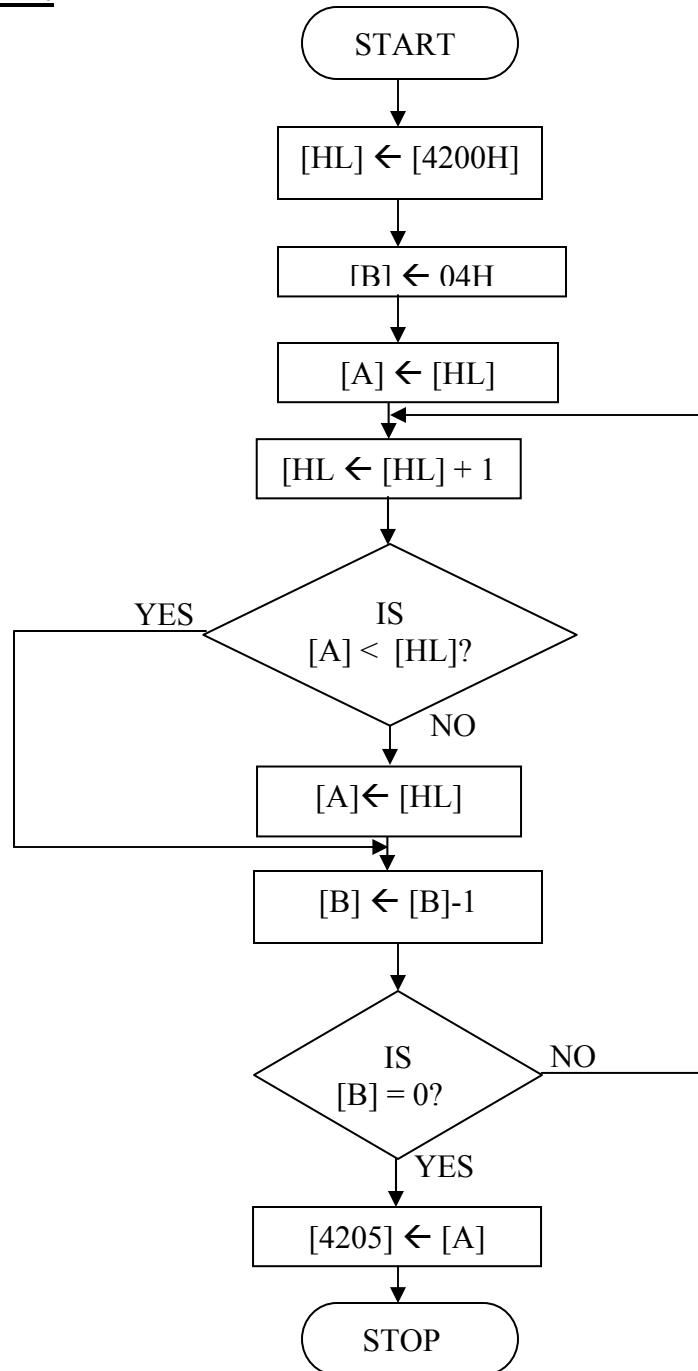 START
[HL] ← [4200H]
[B] ← 04H
[A] ← [HL]
[HL ← [HL] + 1
YES
IS
[A] < [HL]?
NO
[A]← [HL]
[B] ← [B]-1
IS
[B] = 0?
NO
YES
[4205] ← [A]
STOP